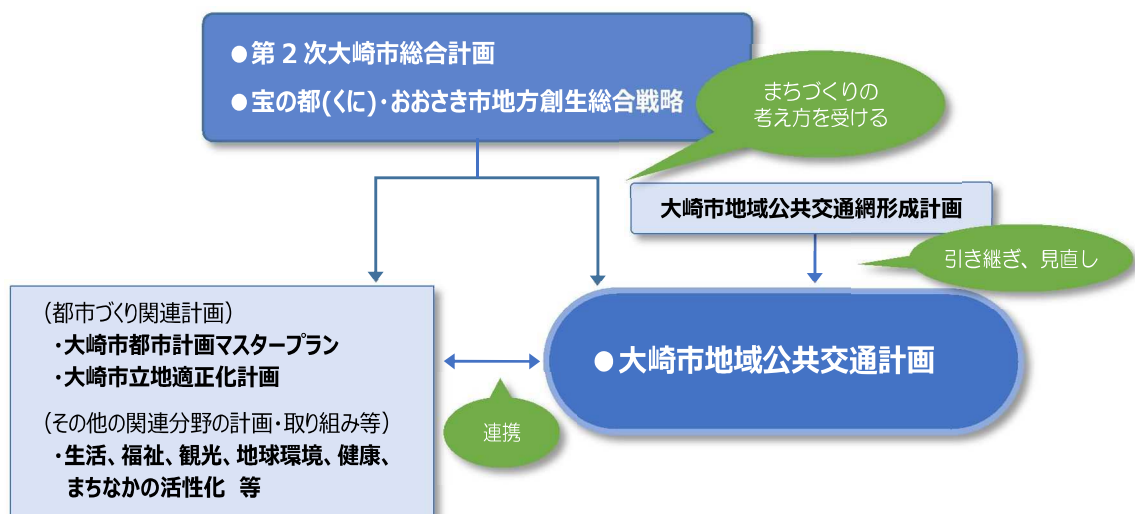 ●第2次大崎市総合計画
●宝の都(くに)・おおさき市地方創生総合戦略
まちづくりの
考え方を受ける
大崎市地域公共交通網形成計画
引き継ぎ、見直し
(都市づくり関連計画)
・大崎市都市計画マスタープラン
・大崎市立地適正化計画
(その他の関連分野の計画・取り組み等)
・生活、福祉、観光、地球環境、健康、
まちなかの活性化 等
連携
●大崎市地域公共交通計画